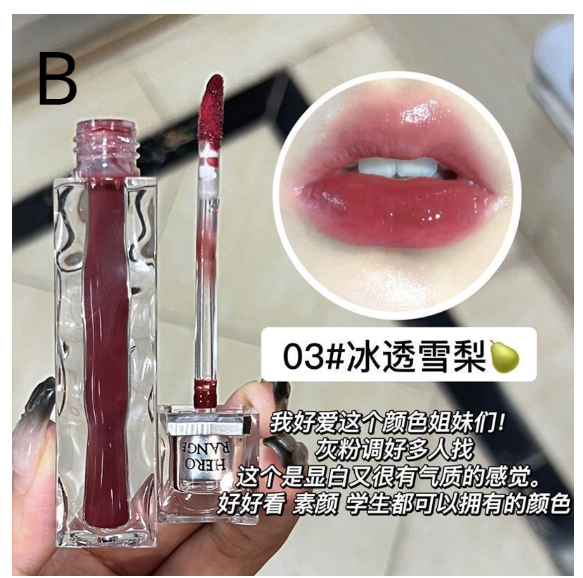 B
03#冰透雪梨🍐
我好爱这个颜色姐妹们！
灰粉调好多人找
这个是显白又很有气质的感觉。
好好看 素颜 学生都可以拥有的颜色
HERO
RANGE